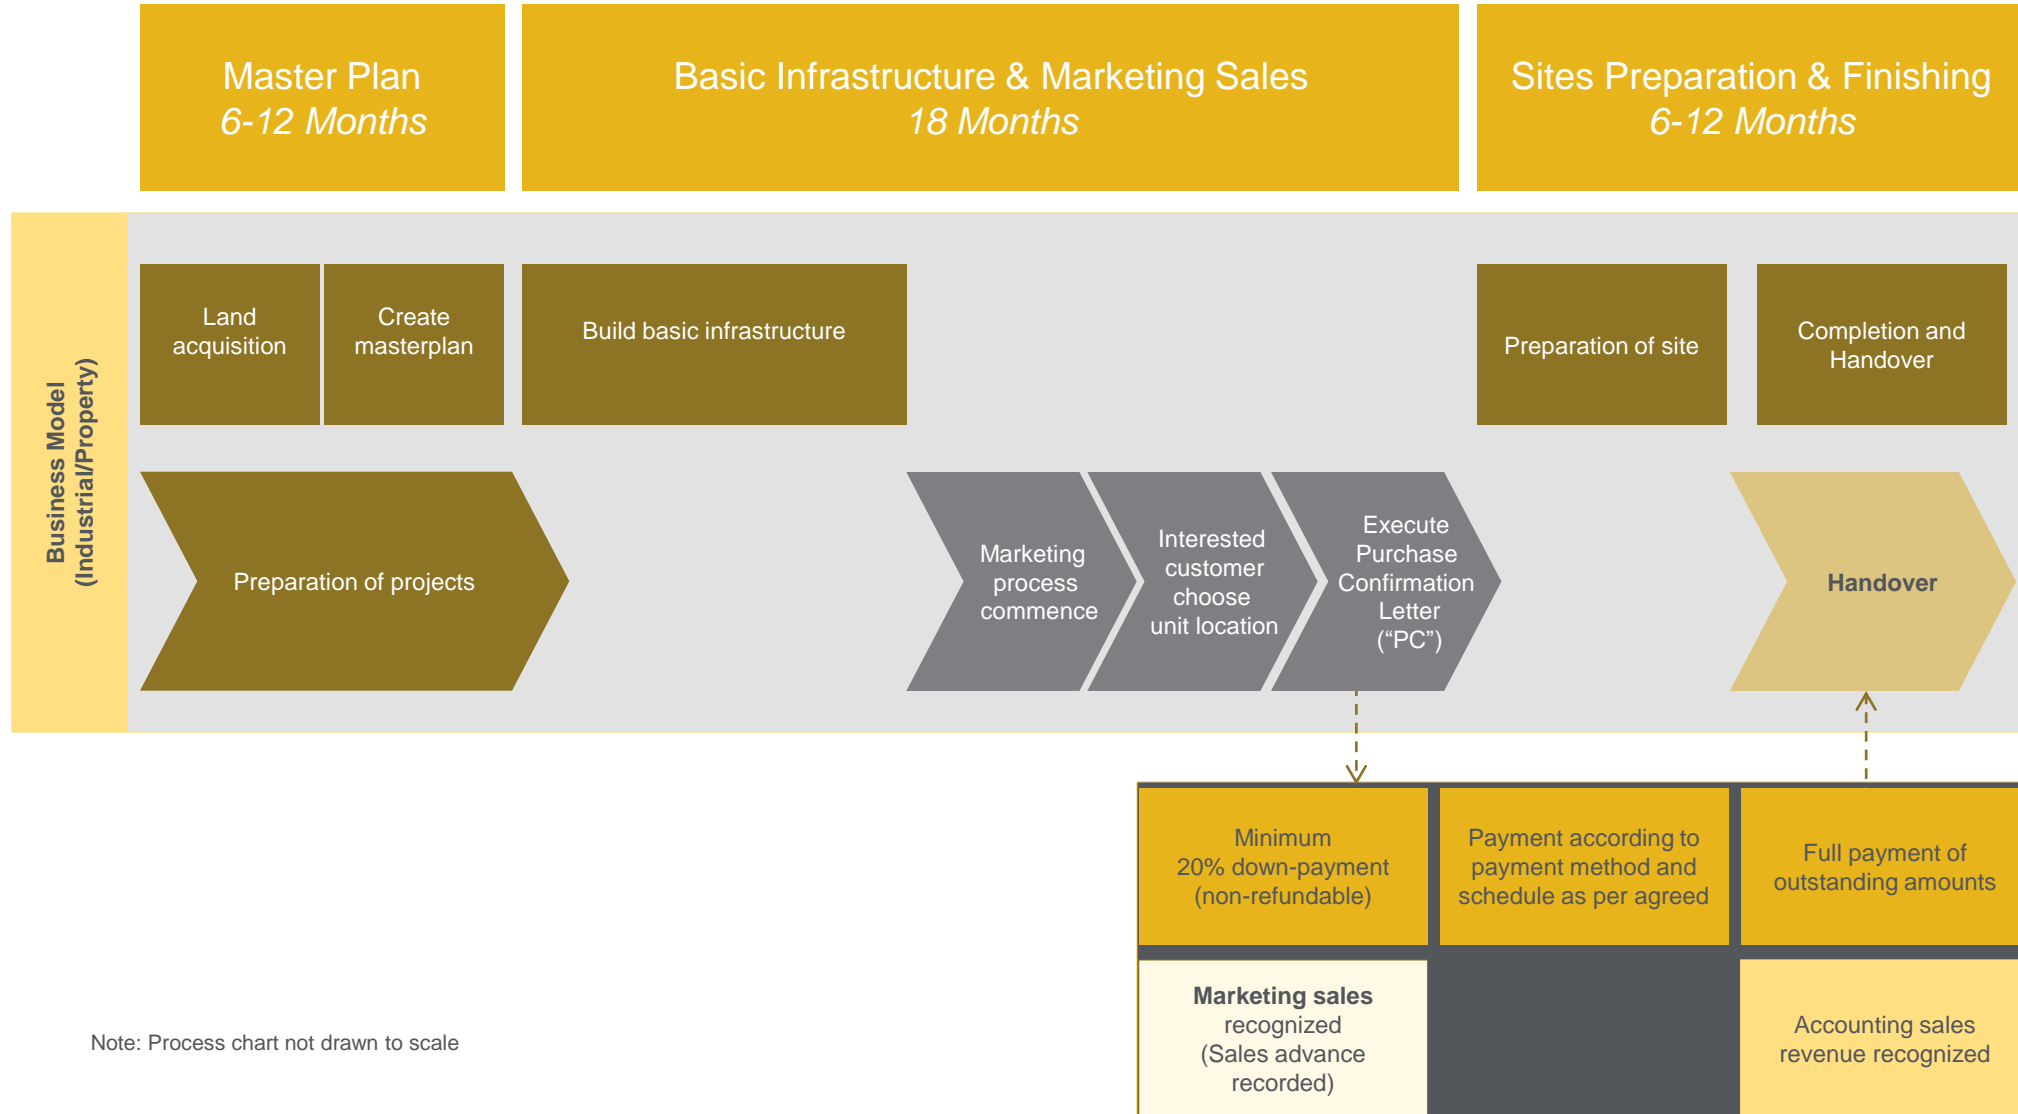 Master Plan
6-12 Months
Basic Infrastructure & Marketing Sales
18 Months
Sites Preparation & Finishing
6-12 Months
Business Model
(Industrial/Property)
Land
acquisition
Create
masterplan
Build basic infrastructure
Preparation of site
Completion and
Handover
Preparation of projects
Marketing
process
commence
Interested
customer
choose
unit location
Execute
Purchase
Confirmation
Letter
(“PC”)
Handover
Minimum
20% down-payment
(non-refundable)
Payment according to
payment method and
schedule as per agreed
Full payment of
outstanding amounts
Marketing sales
recognized
(Sales advance
recorded)
Accounting sales
revenue recognized
Note: Process chart not drawn to scale